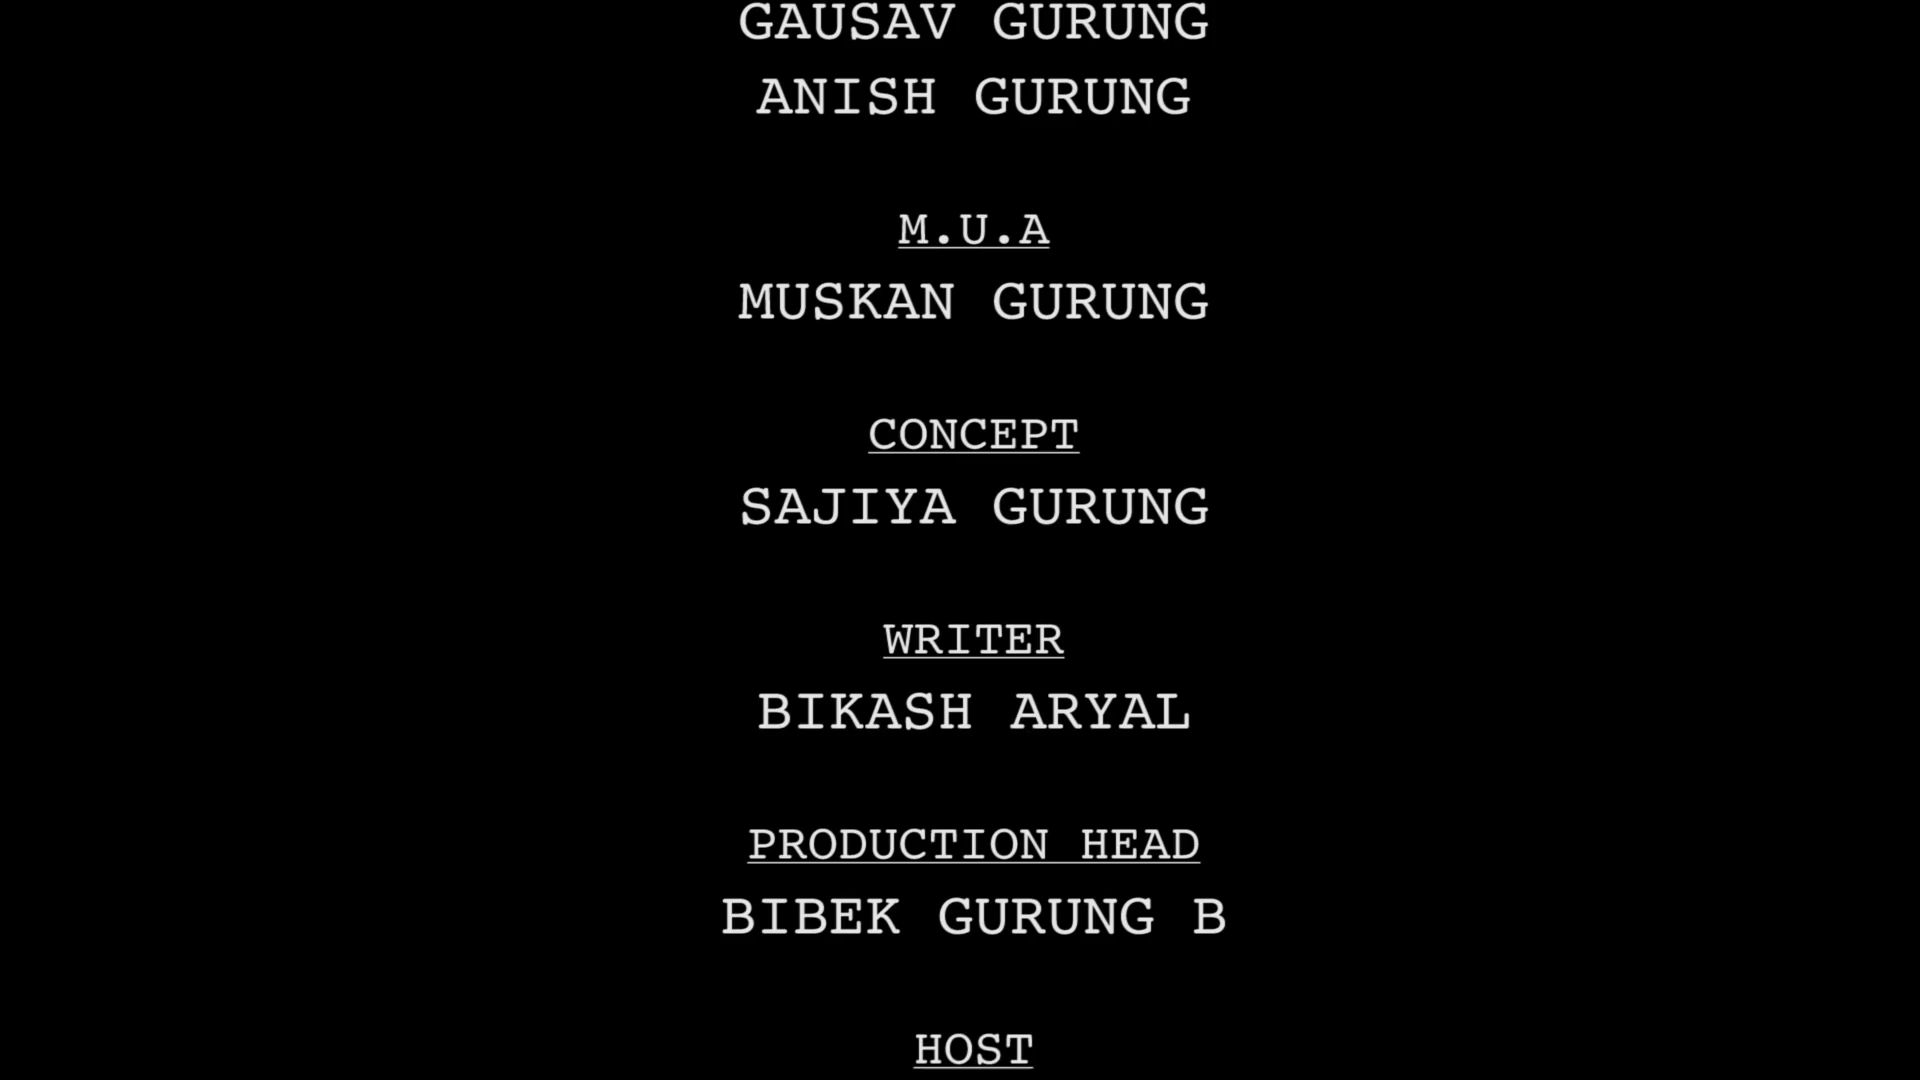 GAUSAV GURUNG
ANISH GURUNG
M.U.A
MUSKAN GURUNG
CONCEPT
SAJIYA GURUNG
WRITER
BIKASH ARYAL
PRODUCTION HEAD
BIBEK GURUNG B
HOST